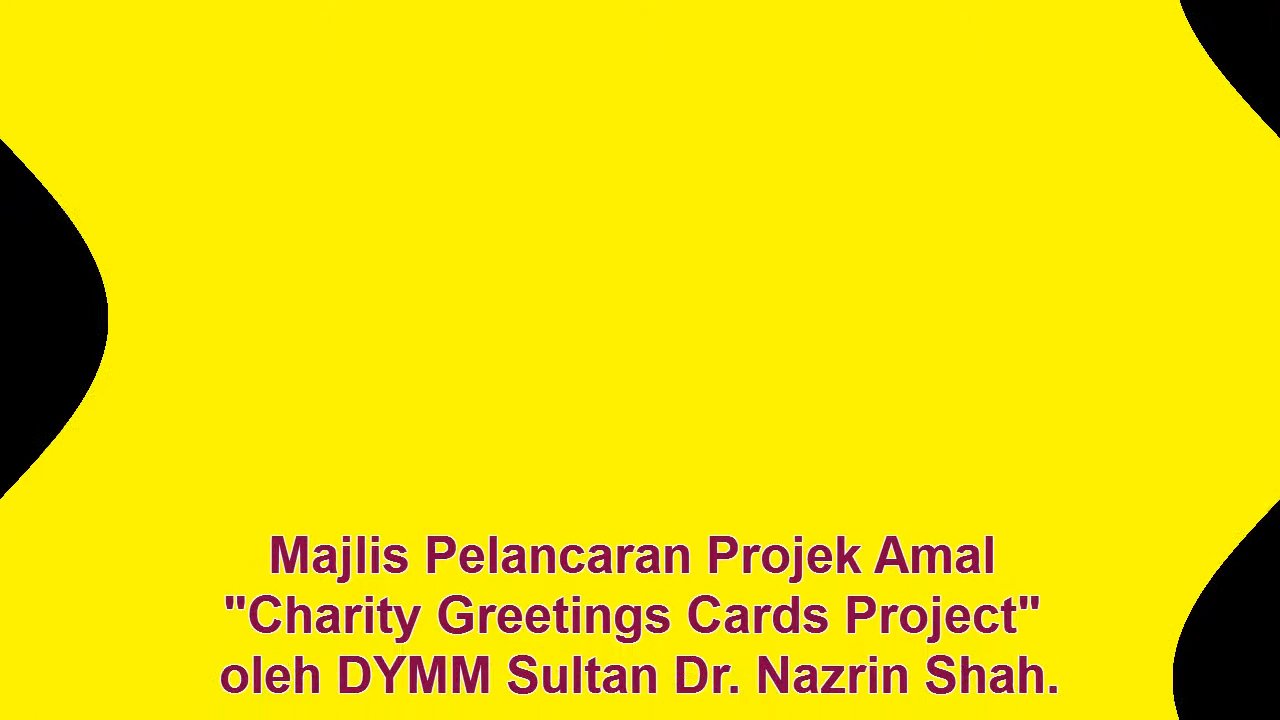 Majlis Pelancaran Projek Amal
"Charity Greetings Cards Project"
oleh DYMM Sultan Dr. Nazrin Shah.